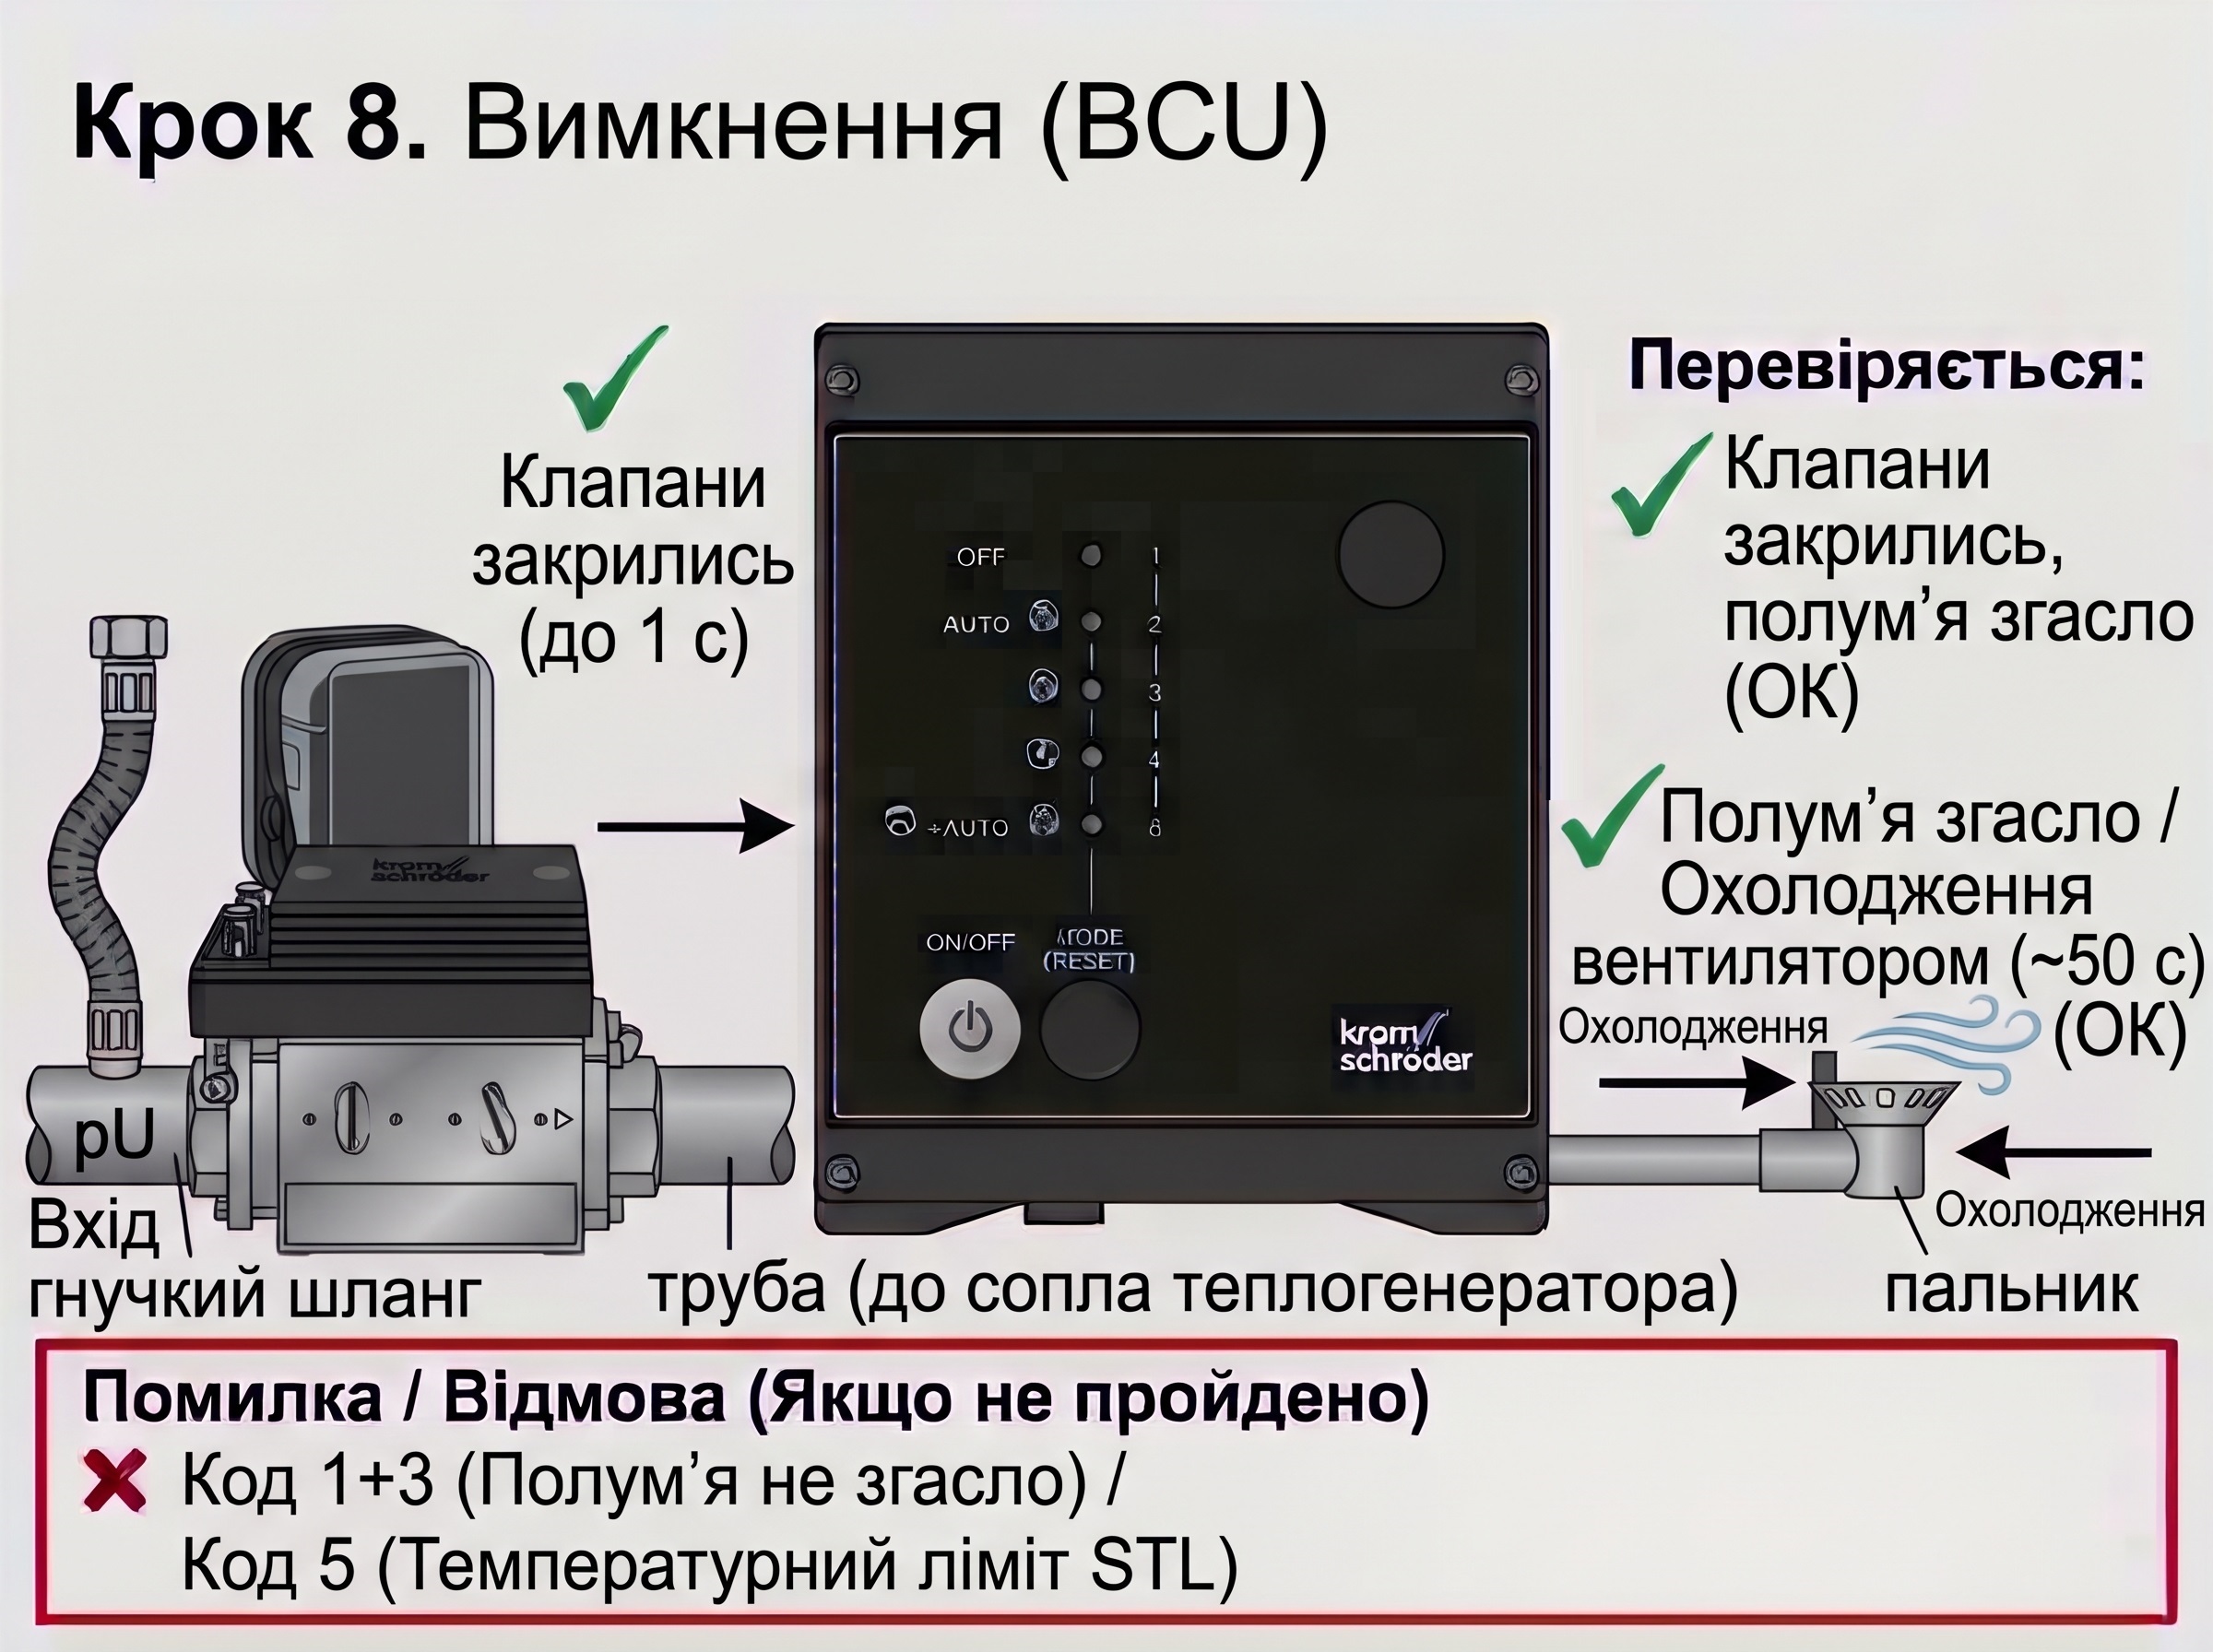 Крок 8. Вимкнення (BCU)
Клапани
закрились
(до 1 с)
OFF
1
AUTO
2
3
4
÷AUTO
8
ON/OFF
(RESET)
krom
schröder
krom
schröder
pU
Вхід
гнучкий шланг
труба (до сопла теплогенератора)
Перевіряється:
Клапани
закрились,
полум’я згасло
(ОК)
Полум’я згасло /
Охолодження
вентилятором (~50 с)
(ОК)
Охолодження
Охолодження
пальник
Помилка / Відмова (Якщо не пройдено)
Код 1+3 (Полум’я не згасло) /
Код 5 (Температурний ліміт STL)